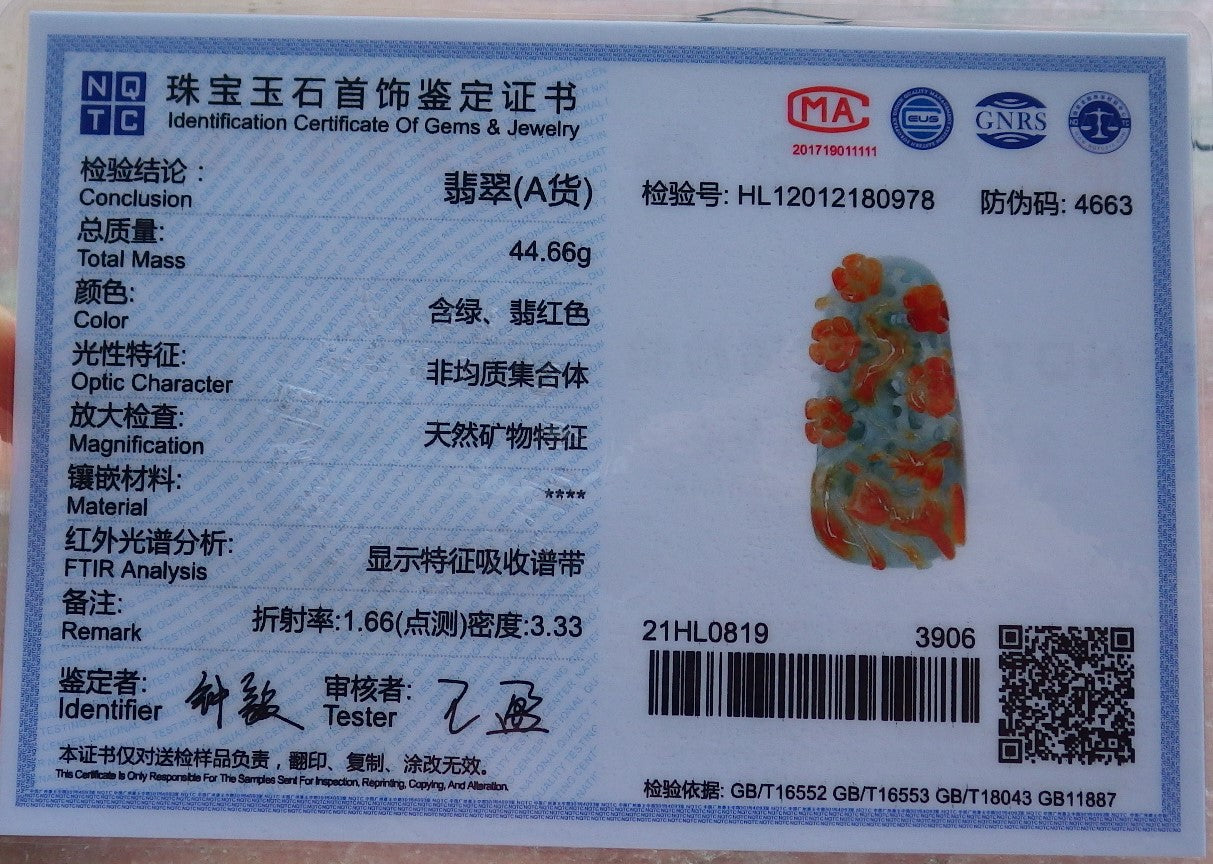 NQ
TC
珠宝玉石首饰鉴定证书
Identification Certificate Of Gems & Jewelry
检验结论：
Conclusion
翡翠(A货)
总质量:
Total Mass
44.66g
颜色:
Color
含绿、翡红色
光性特征:
Optic Character
非均质集合体
放大检查:
Magnification
天然矿物特征
镶嵌材料:
Material
****
红外光谱分析:
FTIR Analysis
显示特征吸收谱带
备注:
Remark
折射率:1.66(点测)密度:3.33
鉴定者:
Identifier
审核者:
Tester
本证书仅对送检样品负责，翻印、复制、涂改无效。
This Certificate Is Only Responsible For The Samples Sent For Inspection, Reprinting, Copying, And Alteration.
MA
201719011111
EUS
GNRS
检验号: HL12012180978 防伪码: 4663
21HL0819 3906
检验依据: GB/T16552 GB/T16553 GB/T18043 GB11887